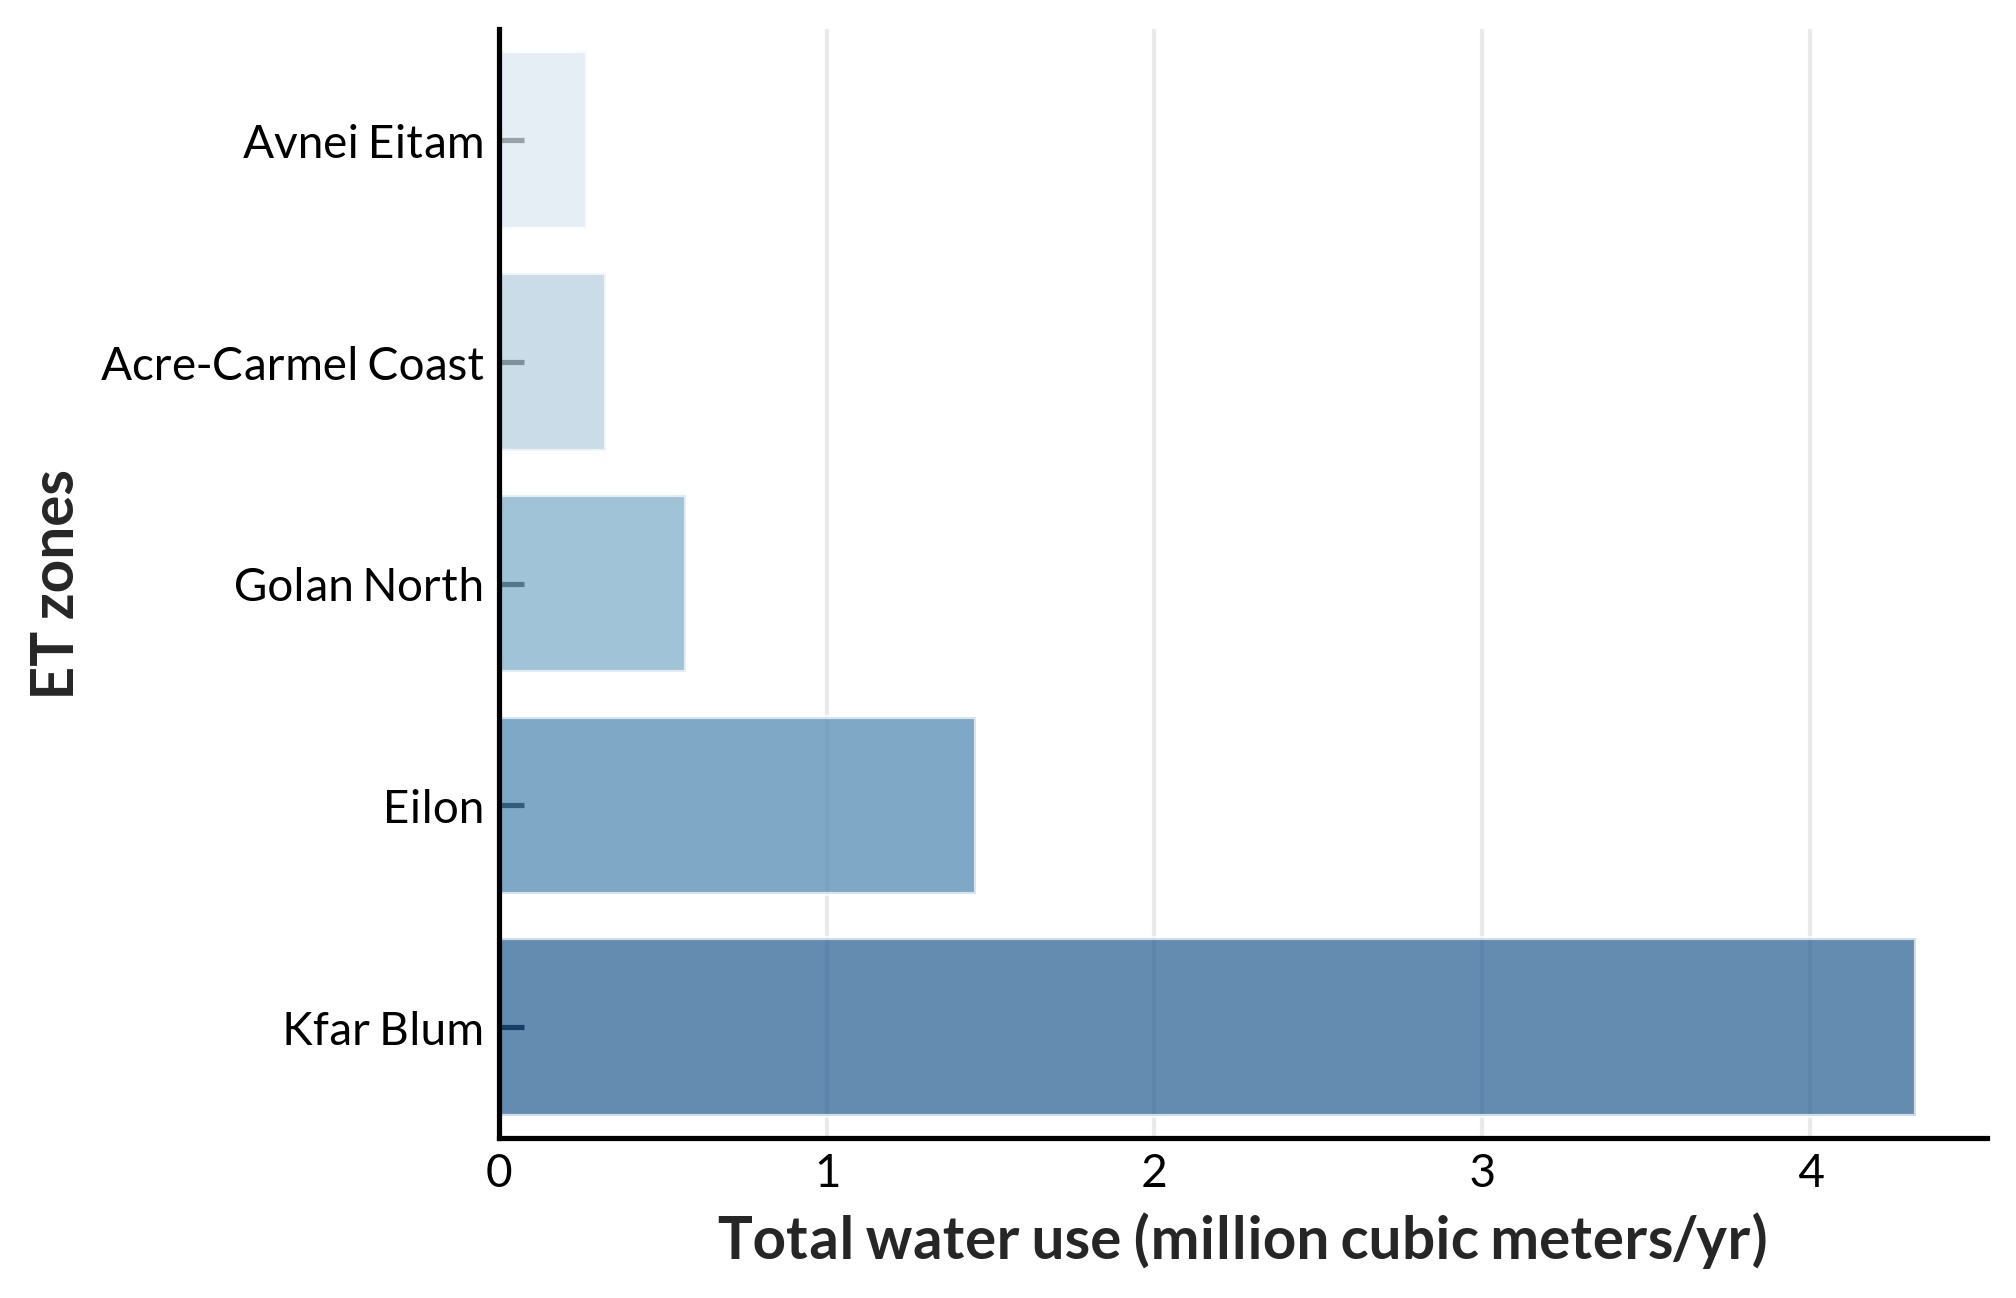 Avnei Eitam
Acre-Carmel Coast
Golan North
Eilon
Kfar Blum
ET zones
0 1 2 3 4
Total water use (million cubic meters/yr)